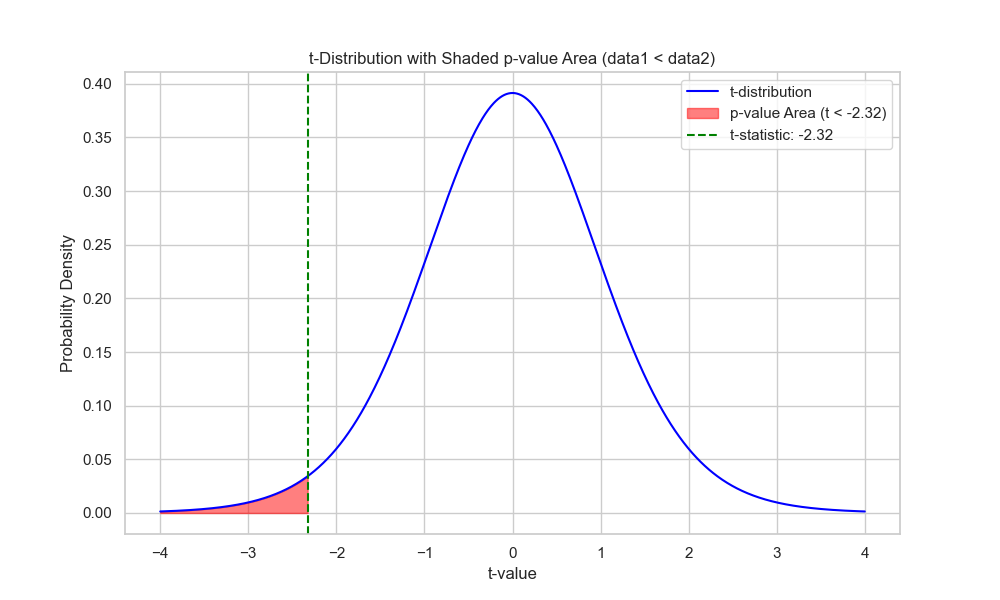 t-Distribution with Shaded p-value Area (data1 < data2)
t-distribution
p-value Area (t < -2.32)
t-statistic: -2.32
Probability Density
0.40
0.35
0.30
0.25
0.20
0.15
0.10
0.05
0.00
−4 −3 −2 −1 0 1 2 3 4
t-value